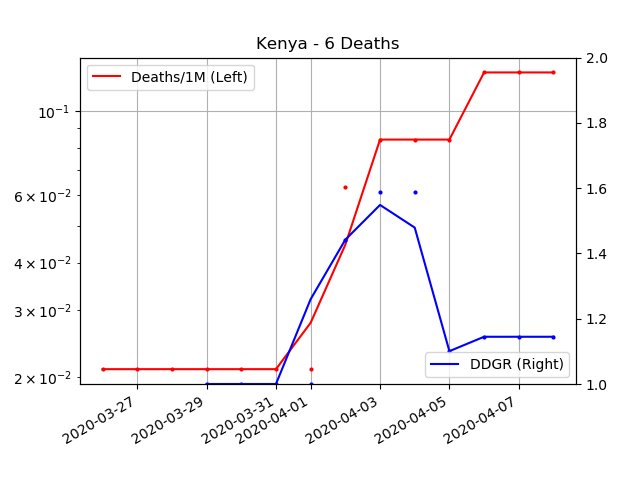 Kenya - 6 Deaths
Deaths/1M (Left)
10⁻¹
6 × 10⁻²
4 × 10⁻²
3 × 10⁻²
2 × 10⁻²
2.0
1.8
1.6
1.4
1.2
1.0
DDGR (Right)
2020-03-27
2020-03-29
2020-03-31
2020-04-01
2020-04-03
2020-04-05
2020-04-07